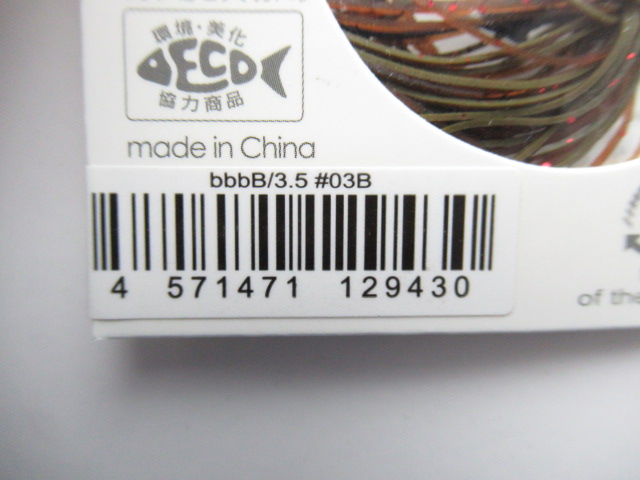 環境・美化
ECO
協力商品
made in China
bbbB/3.5 #03B
4 571471 129430
of the